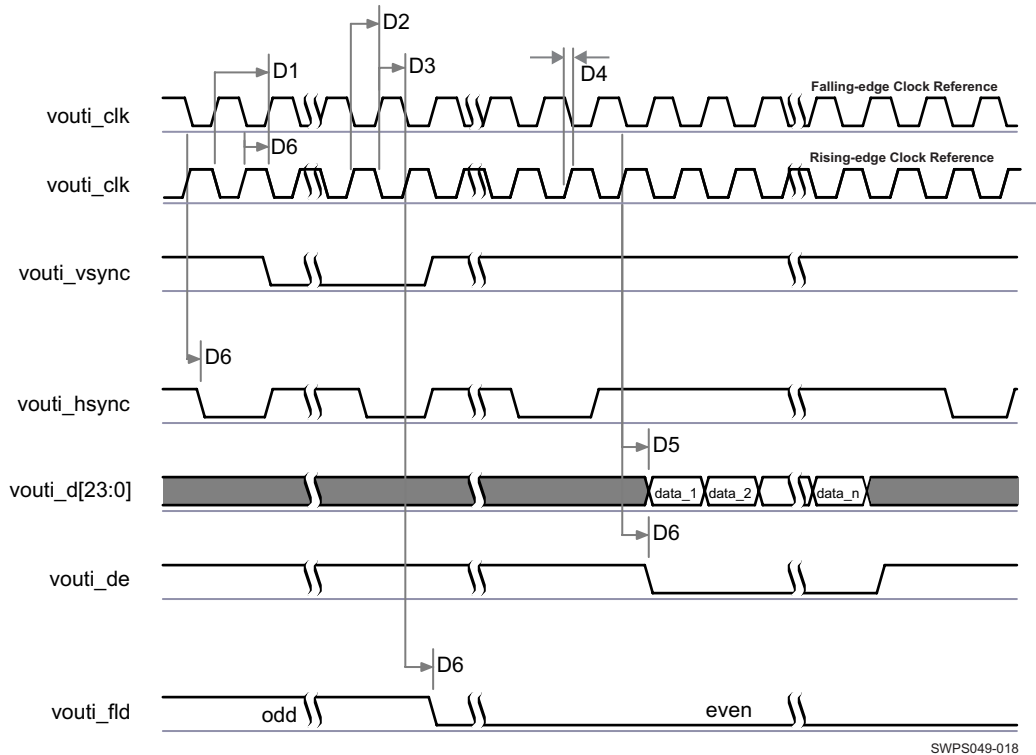 D2
D1
D3
D4
Falling-edge Clock Reference
vouti_clk
D6
Rising-edge Clock Reference
vouti_clk
vouti_vsync
D6
vouti_hsync
D5
vouti_d[23:0]
data_1 data_2 data_n
D6
vouti_de
D6
vouti_fld
odd even
SWPS049-018